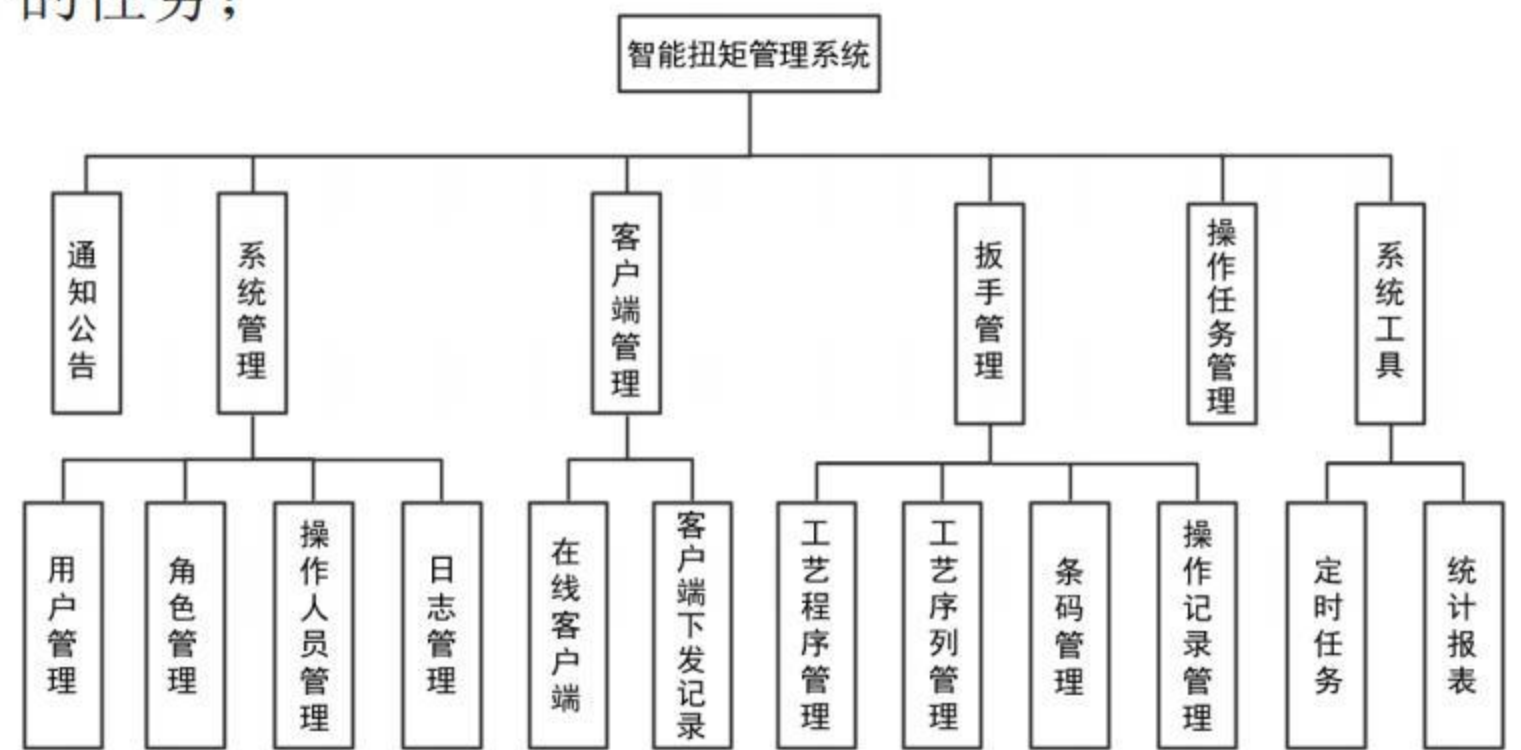 的任务；
智能扭矩管理系统
通知公告
系统管理
客户端管理
扳手管理
操作任务管理
系统工具
用户管理
角色管理
操作人员管理
日志管理
在线客户端
客户端下发记录
工艺程序管理
工艺序列管理
条码管理
操作记录管理
定时任务
统计报表